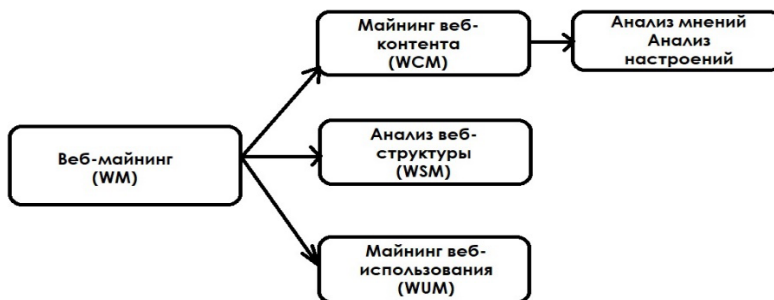 Веб-майнинг
(WM)
Майнинг веб-
контента
(WCM)
Анализ мнений
Анализ
настроений
Анализ веб-
структуры
(WSM)
Майнинг веб-
использования
(WUM)